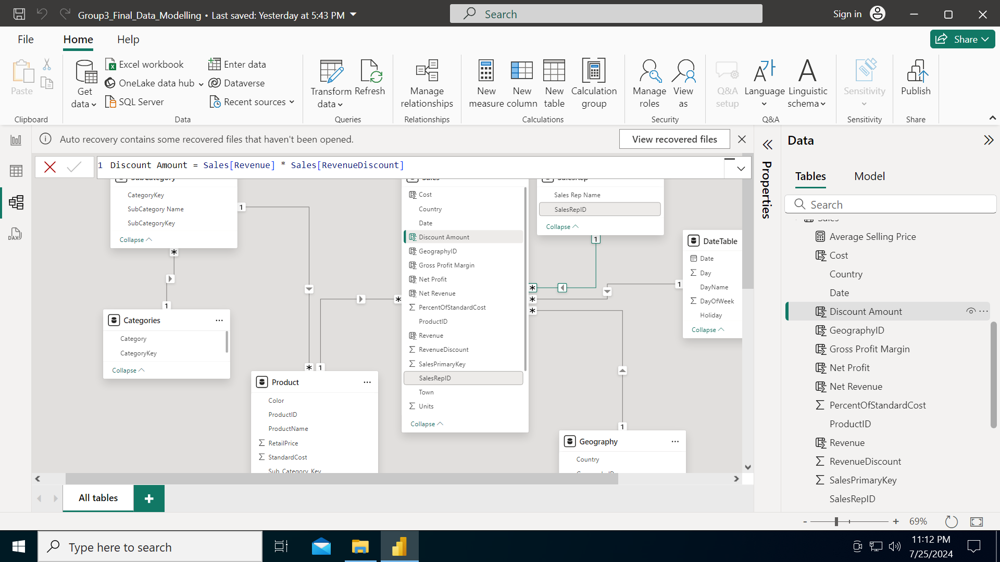 Group3_Final_Data_Modelling • Last saved: Yesterday at 5:43 PM
Search
Sign in
File
Home
Help
Share
Paste
Clipboard
Get data
Excel workbook
OneLake data hub
SQL Server
Enter data
Dataverse
Recent sources
Data
Transform data
Refresh
Queries
Manage relationships
Relationships
New measure
New column
New table
Calculation group
Calculations
Manage roles
View as
Security
Q&A setup
Language
Linguistic schema
Q&A
Sensitivity
Sensitivity
Publish
Share
Auto recovery contains some recovered files that haven't been opened.
View recovered files
1 Discount Amount = Sales[Revenue] * Sales[RevenueDiscount]
DAX
SubCategory
CategoryKey
SubCategory Name
SubCategoryKey
Collapse
1
*
1
Categories
Category
CategoryKey
Collapse
* 1
Product
Color
ProductID
ProductName
RetailPrice
StandardCost
Sub_Category_Key
Sales
Cost
Country
Date
Discount Amount
GeographyID
Gross Profit Margin
Net Profit
Net Revenue
PercentOfStandardCost
ProductID
Revenue
RevenueDiscount
SalesPrimaryKey
SalesRepID
Town
Units
Collapse
*
*
*
*
SalesRep
Sales Rep Name
SalesRepID
Collapse
1
1
DateTable
Date
Day
DayName
DayOfWeek
Holiday
Collapse
1
Geography
Country
All tables
Properties
Data
Tables
Model
Search
Sales
Average Selling Price
Cost
Country
Date
Discount Amount
GeographyID
Gross Profit Margin
Net Profit
Net Revenue
PercentOfStandardCost
ProductID
Revenue
RevenueDiscount
SalesPrimaryKey
SalesRepID
- + 69%
Type here to search
11:12 PM
7/25/2024